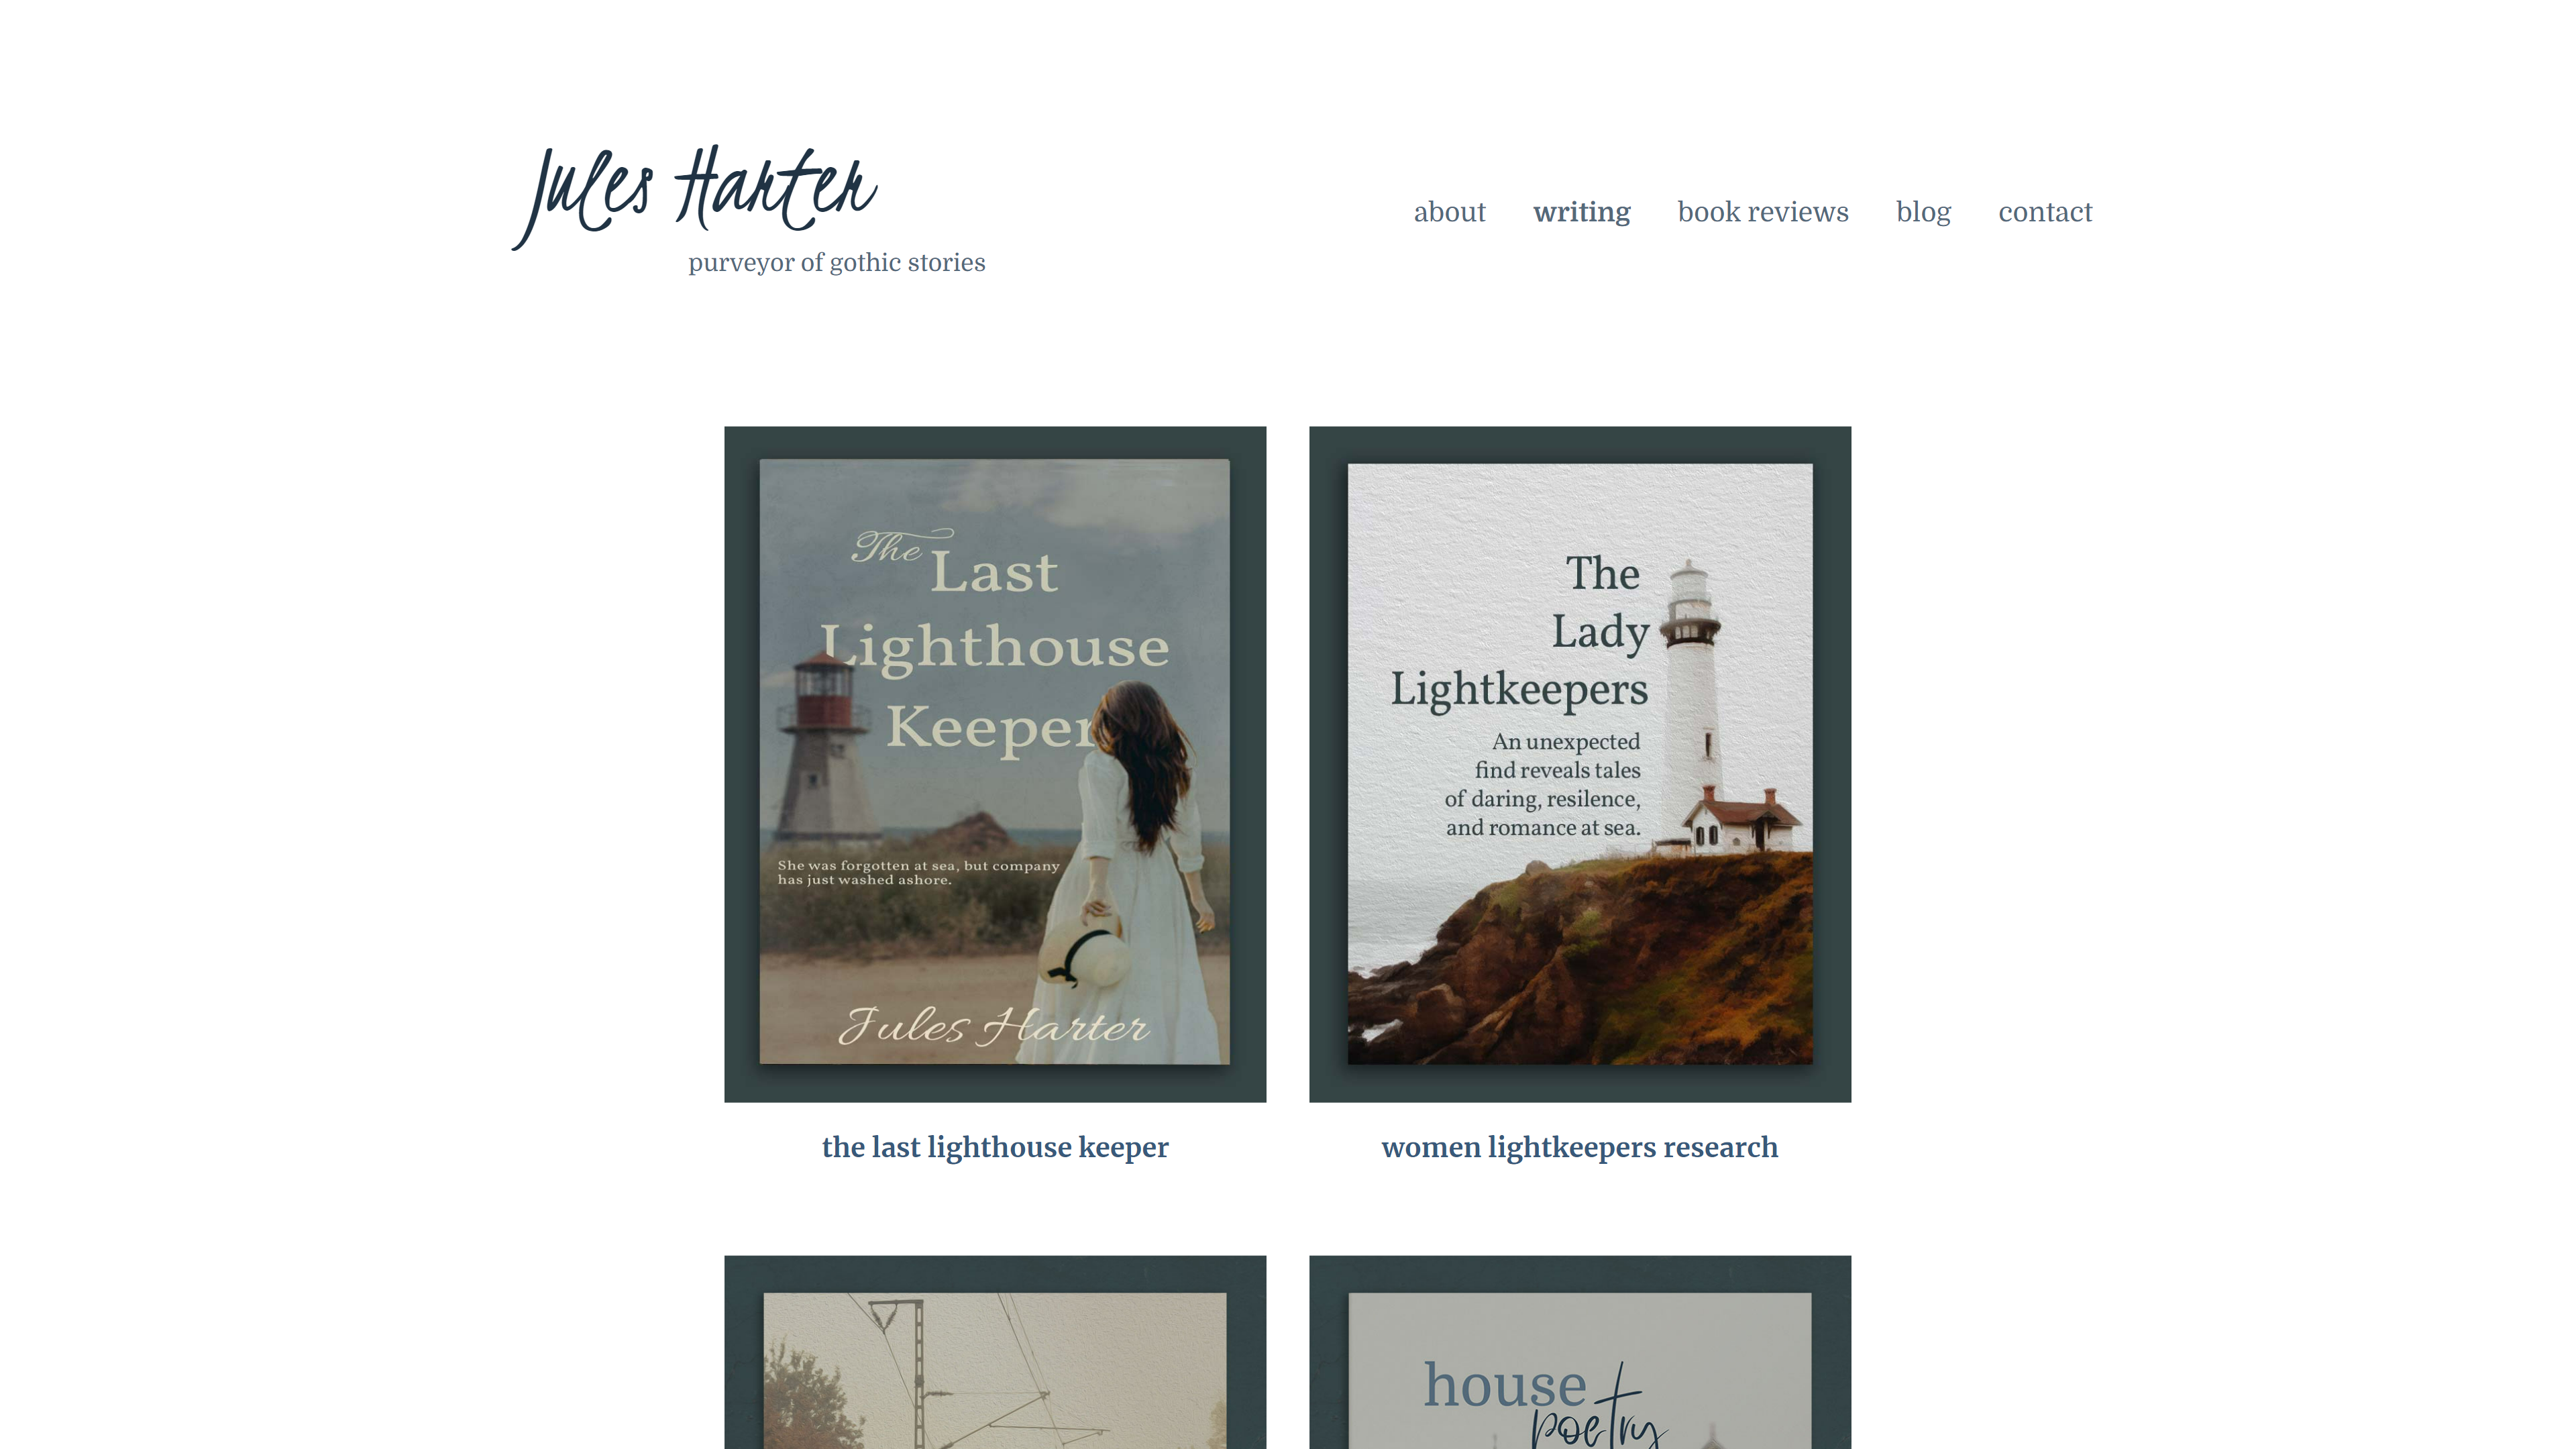 Jules Harter
purveyor of gothic stories
about writing book reviews blog contact
The Last
Lighthouse
Keeper
She was forgotten at sea, but company
has just washed ashore.
Jules Harter
The
Lady
Lightkeepers
An unexpected
find reveals tales
of daring, resilence,
and romance at sea.
the last lighthouse keeper
women lightkeepers research
house
poetry